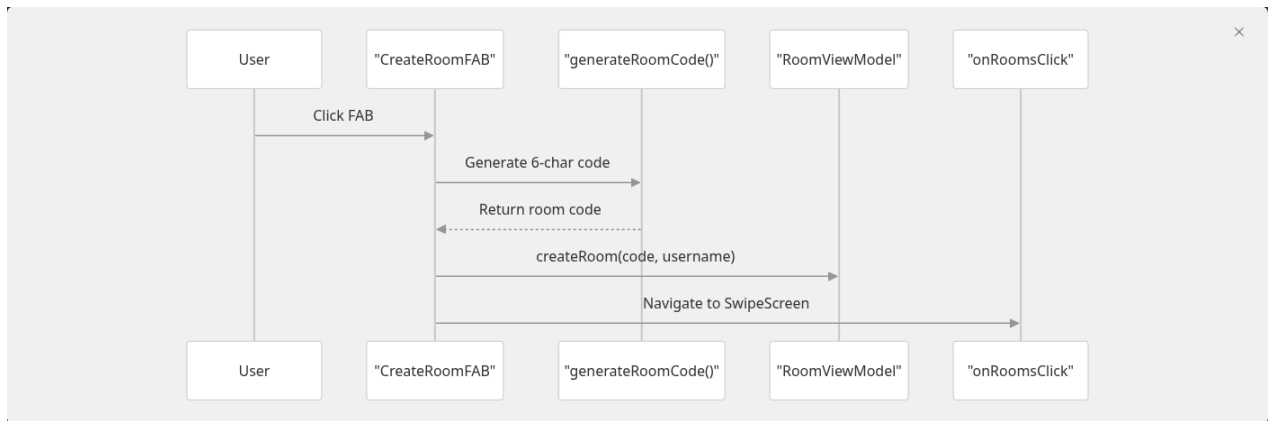 User
"CreateRoomFAB"
"generateRoomCode()"
"RoomViewModel"
"onRoomsClick"
Click FAB
Generate 6-char code
Return room code
createRoom(code, username)
Navigate to SwipeScreen
User
"CreateRoomFAB"
"generateRoomCode()"
"RoomViewModel"
"onRoomsClick"